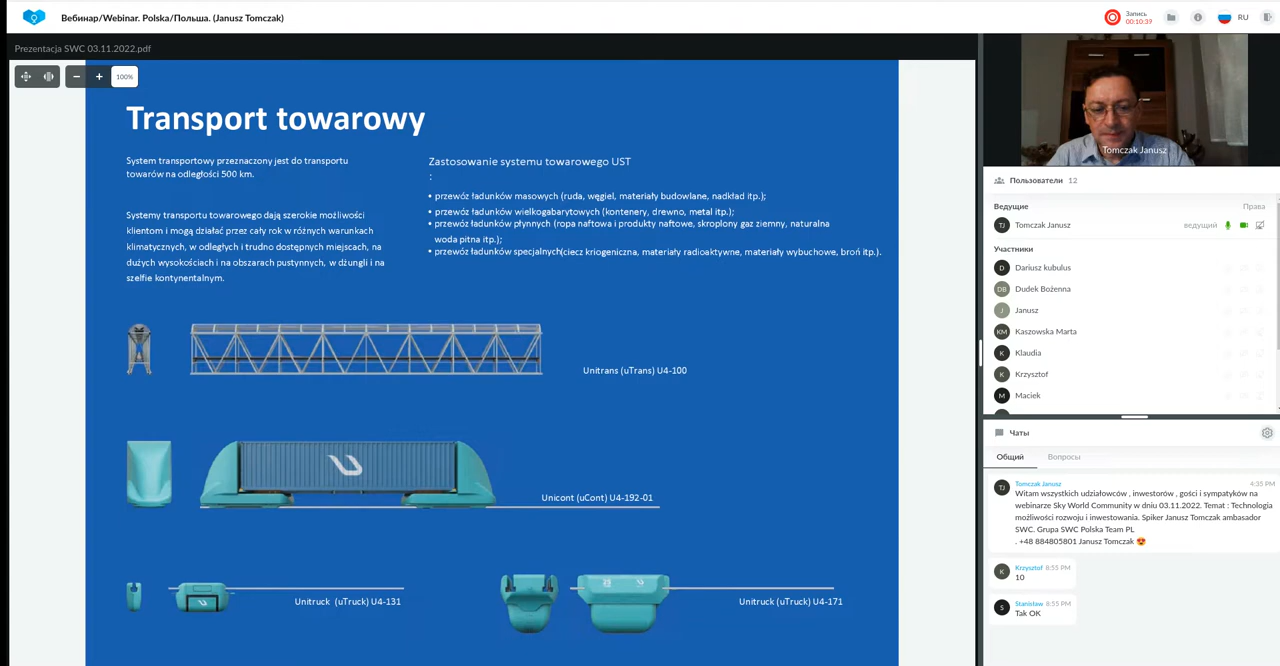 Вебинар/Webinar. Polska/Польша. (Janusz Tomczak)
Запись
00:10:39
RU
Prezentacja SWC 03.11.2022.pdf
100%
Transport towarowy
System transportowy przeznaczony jest do transportu
towarów na odległości 500 km.
Systemy transportu towarowego dają szerokie możliwości
klientom i mogą działać przez cały rok w różnych warunkach
klimatycznych, w odległych i trudno dostępnych miejscach, na
dużych wysokościach i na obszarach pustynnych, w dżungli i na
szelfie kontynentalnym.
Zastosowanie systemu towarowego UST
:
• przewóz ładunków masowych (ruda, węgiel, materiały budowlane, nadkład itp.);
• przewóz ładunków wielkogabarytowych (kontenery, drewno, metal itp.);
• przewóz ładunków płynnych (ropa naftowa i produkty naftowe, skroplony gaz ziemny, naturalna
woda pitna itp.);
• przewóz ładunków specjalnych(ciecz kriogeniczna, materiały radioaktywne, materiały wybuchowe, broń itp.).
Unitrans (uTrans) U4-100
Unicont (uCont) U4-192-01
Unitruck (uTruck) U4-131
Unitruck (uTruck) U4-171
Tomczak Janusz
Пользователи 12
Ведущие Права
TJ Tomczak Janusz ведущий
Участники
D Dariusz kubulus
DB Dudek Bożenna
J Janusz
KM Kaszowska Marta
K Klaudia
K Krzysztof
M Maciek
Чаты
Общий Вопросы
TJ Tomczak Janusz 4:35 PM
Witam wszystkich udziałowców , inwestorów , gości i sympatyków na
webinarze Sky World Community w dniu 03.11.2022. Temat : Technologia
możliwości rozwoju i inwestowania. Spiker Janusz Tomczak ambasador
SWC. Grupa SWC Polska Team PL
. +48 884805801 Janusz Tomczak 😍
K Krzysztof 8:55 PM
10
S Stanisław 8:55 PM
Tak OK